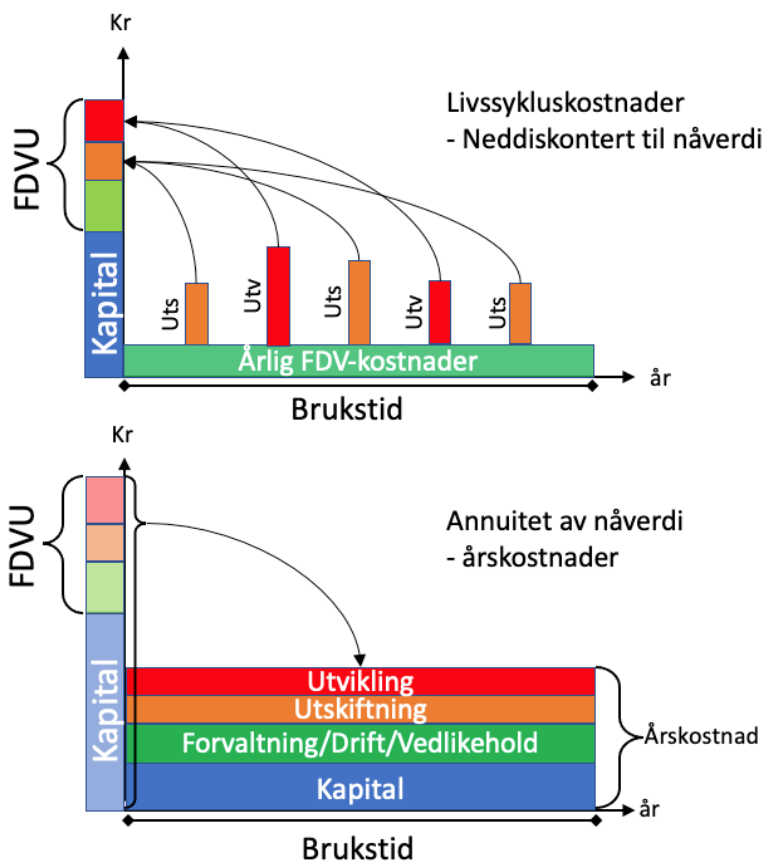 Kr
Livssykluskostnader
- Neddiskontert til nåverdi
FDVU
Kapital
Uts
Utv
Uts
Utv
Uts
Årlig FDV-kostnader
år
Brukstid
Kr
Annuitet av nåverdi
- årskostnader
FDVU
Kapital
Utvikling
Utskiftning
Forvaltning/Drift/Vedlikehold
Kapital
Årskostnad
år
Brukstid